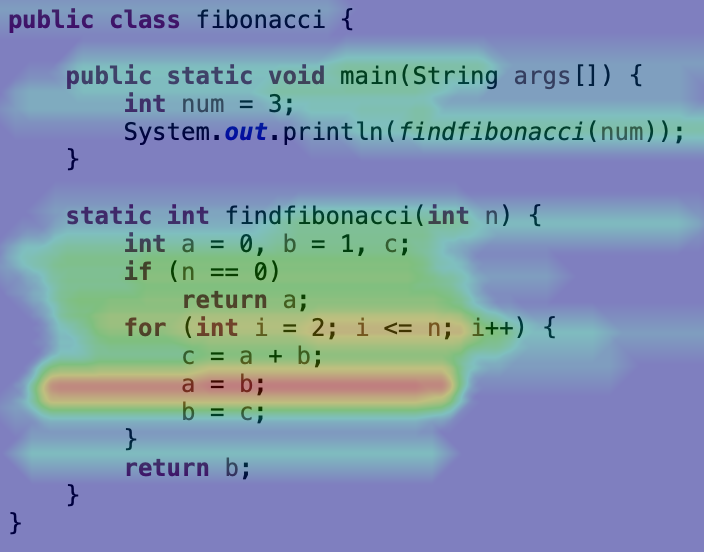 public class fibonacci {
    public static void main(String args[]) {
        int num = 3;
        System.out.println(findfibonacci(num));
    }
    static int findfibonacci(int n) {
        int a = 0, b = 1, c;
        if (n == 0)
            return a;
        for (int i = 2; i <= n; i++) {
            c = a + b;
            a = b;
            b = c;
        }
        return b;
    }
}